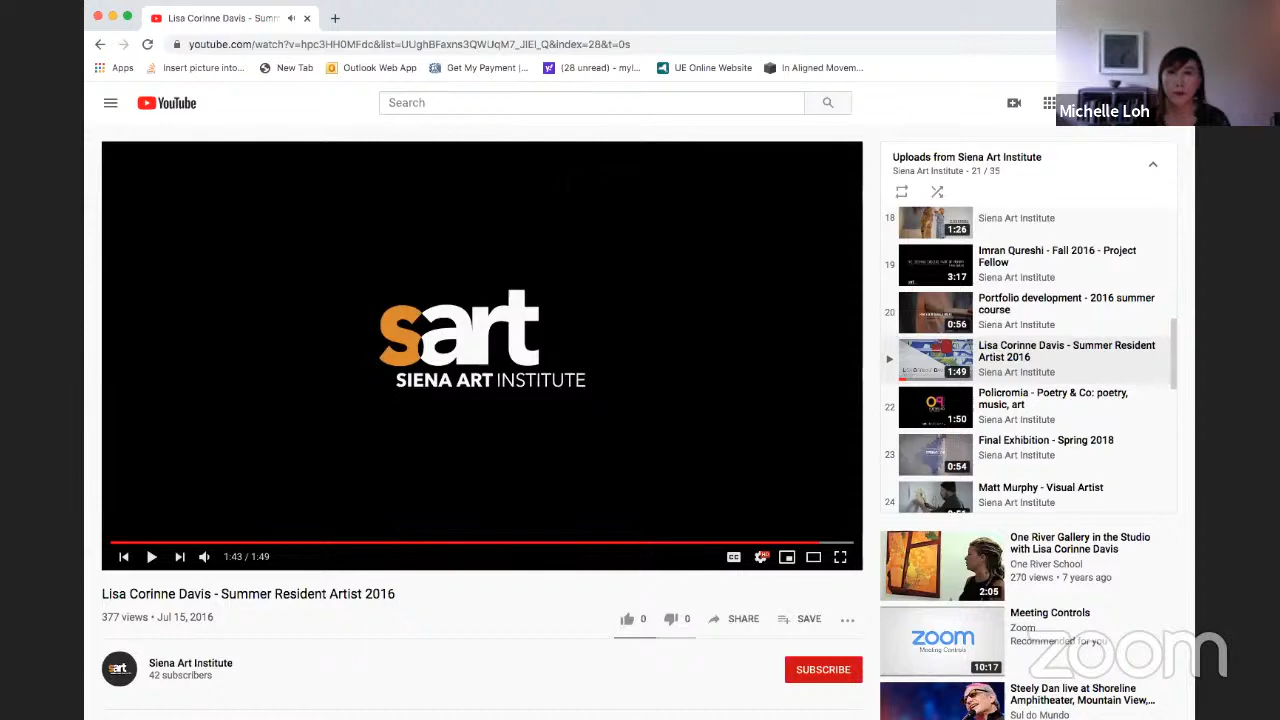 Lisa Corinne Davis - Summ
youtube.com/watch?v=hpc3HH0MFdc&list=UUghBFaxns3QWUqM7_JIEl_Q&index=28&t=0s
Apps
Insert picture into...
New Tab
Outlook Web App
Get My Payment |...
(28 unread) - myl...
UE Online Website
In Aligned Movem...
Michelle Loh
YouTube
Search
sart
SIENA ART INSTITUTE
1:43 / 1:49
CC
HD
Lisa Corinne Davis - Summer Resident Artist 2016
377 views • Jul 15, 2016
0
0
SHARE
SAVE
sart
Siena Art Institute
42 subscribers
SUBSCRIBE
Uploads from Siena Art Institute
Siena Art Institute - 21 / 35
18
1:26
Siena Art Institute
19
3:17
Imran Qureshi - Fall 2016 - Project
Fellow
Siena Art Institute
20
0:56
Portfolio development - 2016 summer
course
Siena Art Institute
1:49
Lisa Corinne Davis - Summer Resident
Artist 2016
Siena Art Institute
22
1:50
Policromia - Poetry & Co: poetry,
music, art
Siena Art Institute
23
0:54
Final Exhibition - Spring 2018
Siena Art Institute
24
Matt Murphy - Visual Artist
Siena Art Institute
One River Gallery in the Studio
with Lisa Corinne Davis
One River School
270 views • 7 years ago
2:05
Meeting Controls
Zoom
Recommended for you
zoom
Meeting Controls
10:17
Steely Dan live at Shoreline
Amphitheater, Mountain View,...
Sul do Mundo
zoom